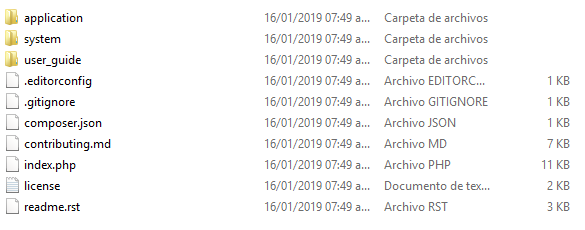 application 16/01/2019 07:49 a... Carpeta de archivos
system 16/01/2019 07:49 a... Carpeta de archivos
user_guide 16/01/2019 07:49 a... Carpeta de archivos
.editorconfig 16/01/2019 07:49 a... Archivo EDITORC... 1 KB
.gitignore 16/01/2019 07:49 a... Archivo GITIGNORE 1 KB
composer.json 16/01/2019 07:49 a... Archivo JSON 1 KB
contributing.md 16/01/2019 07:49 a... Archivo MD 7 KB
index.php 16/01/2019 07:49 a... Archivo PHP 11 KB
license 16/01/2019 07:49 a... Documento de tex... 2 KB
readme.rst 16/01/2019 07:49 a... Archivo RST 3 KB